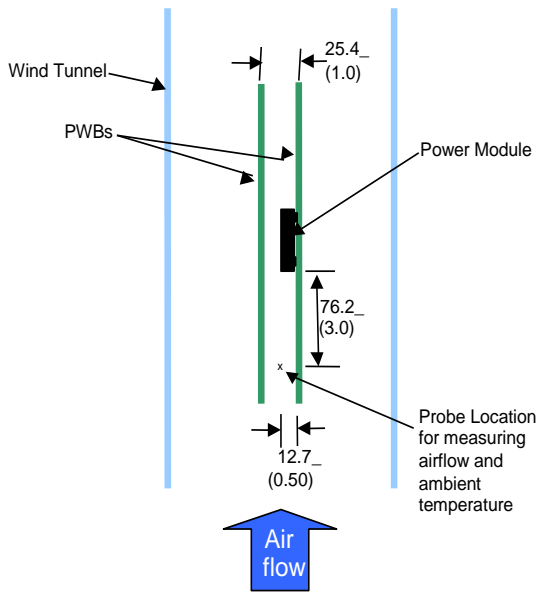 25.4_
(1.0)
Wind Tunnel
PWBs
Power Module
76.2_
(3.0)
x
Probe Location
for measuring
airflow and
ambient
temperature
12.7_
(0.50)
Air
flow